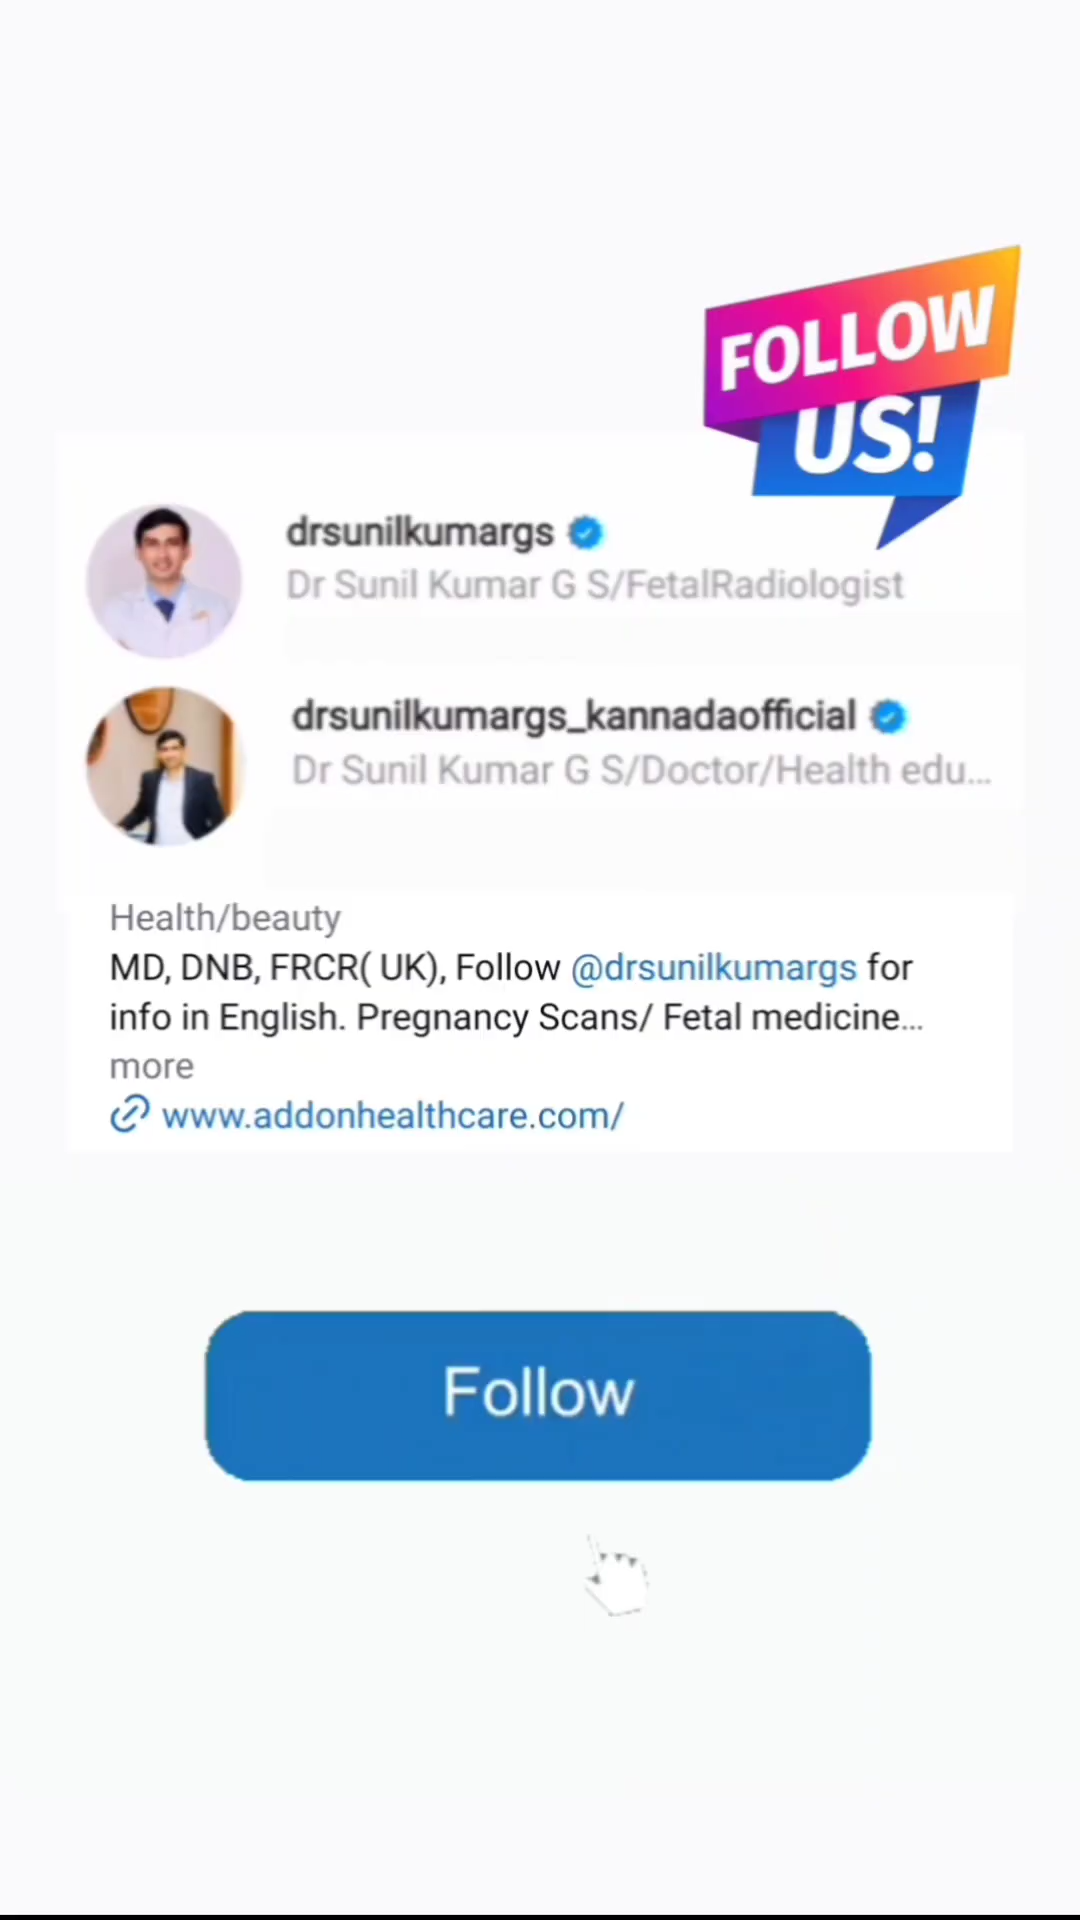 FOLLOW
US!
drsunilkumargs
Dr Sunil Kumar G S/FetalRadiologist
drsunilkumargs_kannadaofficial
Dr Sunil Kumar G S/Doctor/Health edu...
Health/beauty
MD, DNB, FRCR( UK), Follow @drsunilkumargs for
info in English. Pregnancy Scans/ Fetal medicine...
more
www.addonhealthcare.com/
Follow